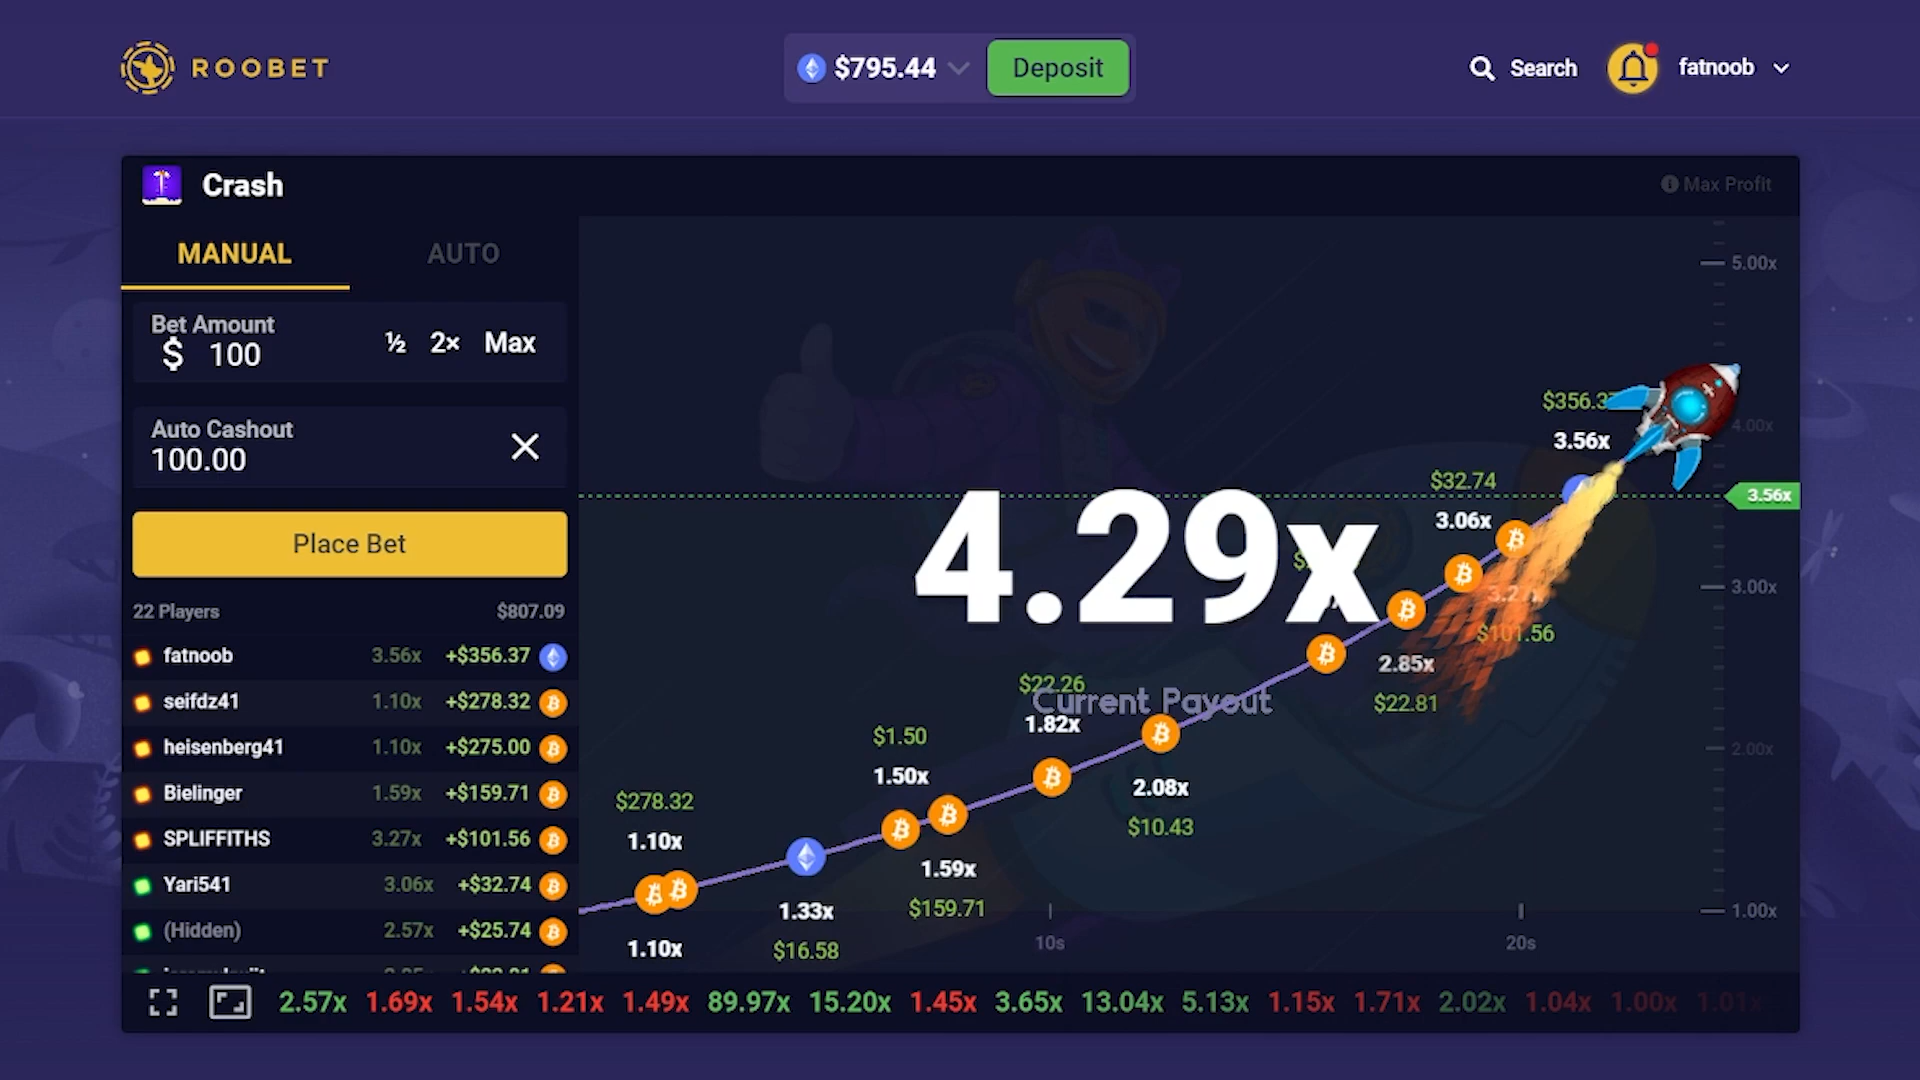 ROOBET
$795.44
Deposit
Search
fatnoob
Crash
Max Profit
MANUAL
AUTO
Bet Amount
$ 100
½ 2× Max
Auto Cashout
100.00
Place Bet
22 Players $807.09
fatnoob 3.56x +$356.37
seifdz41 1.10x +$278.32
heisenberg41 1.10x +$275.00
Bielinger 1.59x +$159.71
SPLIFFITHS 3.27x +$101.56
Yari541 3.06x +$32.74
(Hidden) 2.57x +$25.74
5.00x
4.00x
3.56x
3.00x
2.00x
1.00x
4.29x
Current Payout
$356.37
3.56x
$32.74
3.06x
3.27x
$101.56
2.85x
$22.81
$22.26
1.82x
2.08x
$10.43
$1.50
1.50x
1.59x
$159.71
$278.32
1.10x
1.33x
$16.58
1.10x
10s
20s
2.57x 1.69x 1.54x 1.21x 1.49x 89.97x 15.20x 1.45x 3.65x 13.04x 5.13x 1.15x 1.71x 2.02x 1.04x 1.00x 1.01x